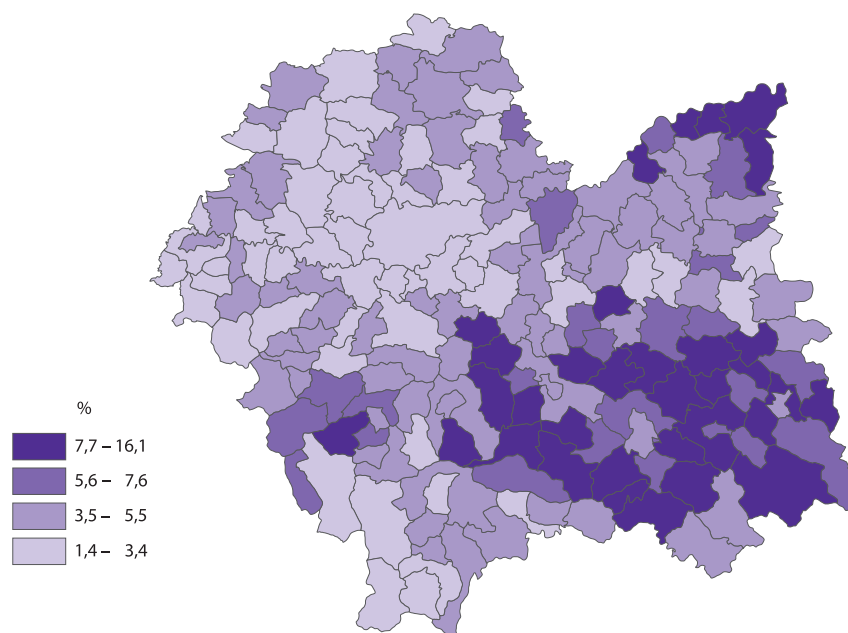 %
7,7 – 16,1
5,6 – 7,6
3,5 – 5,5
1,4 – 3,4